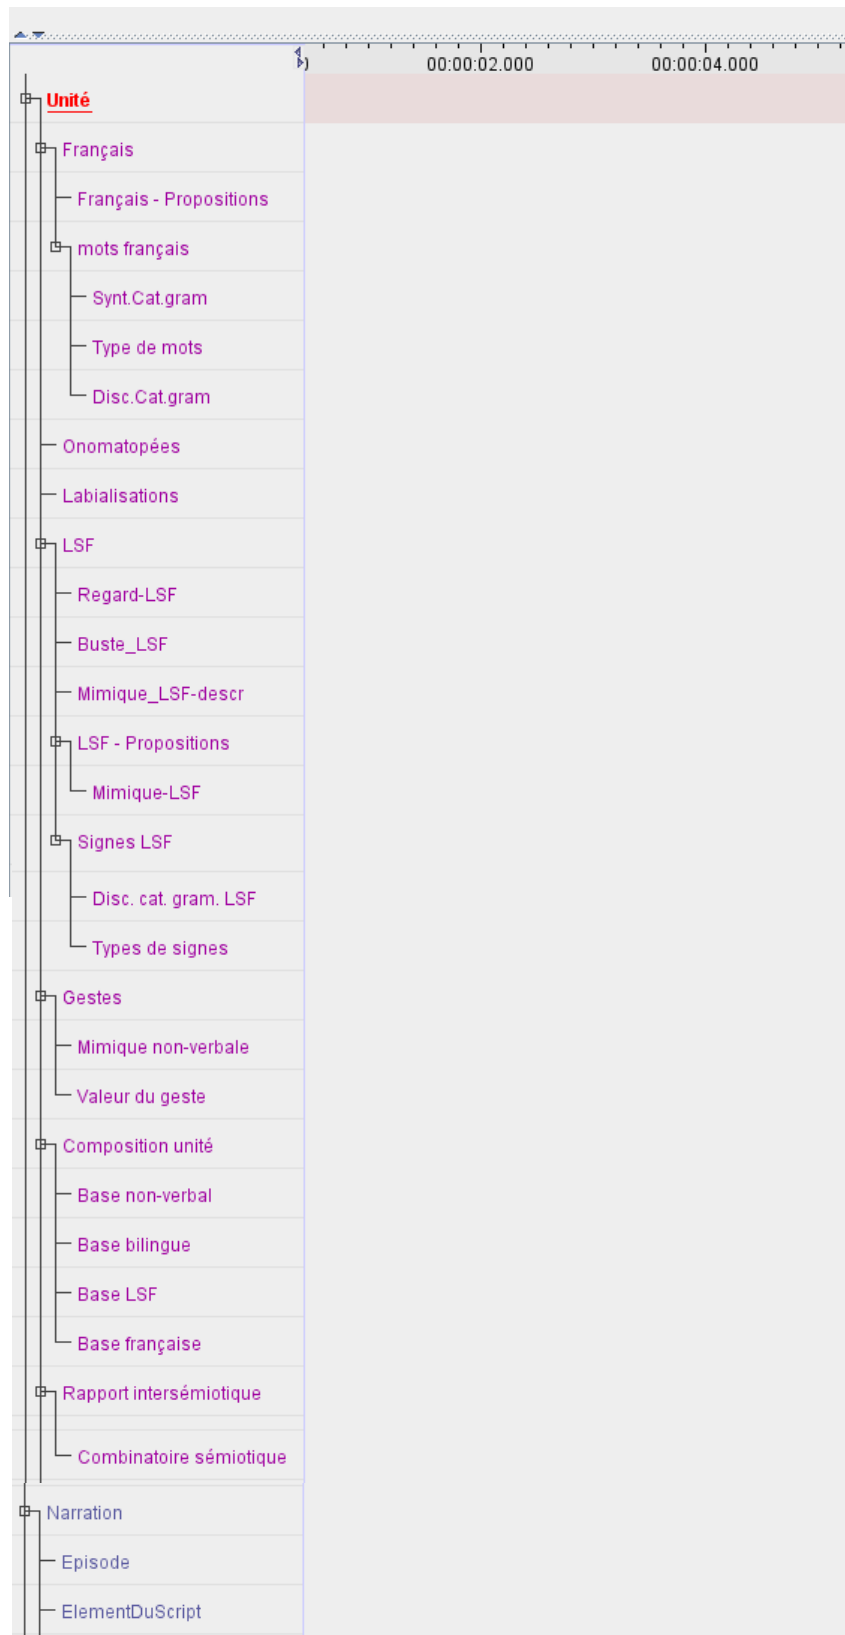 00:00:02.000 00:00:04.000
Unité
Français
Français - Propositions
mots français
Synt.Cat.gram
Type de mots
Disc.Cat.gram
Onomatopées
Labialisations
LSF
Regard-LSF
Buste_LSF
Mimique_LSF-descr
LSF - Propositions
Mimique-LSF
Signes LSF
Disc. cat. gram. LSF
Types de signes
Gestes
Mimique non-verbale
Valeur du geste
Composition unité
Base non-verbal
Base bilingue
Base LSF
Base française
Rapport intersémiotique
Combinatoire sémiotique
Narration
Episode
ElementDuScript